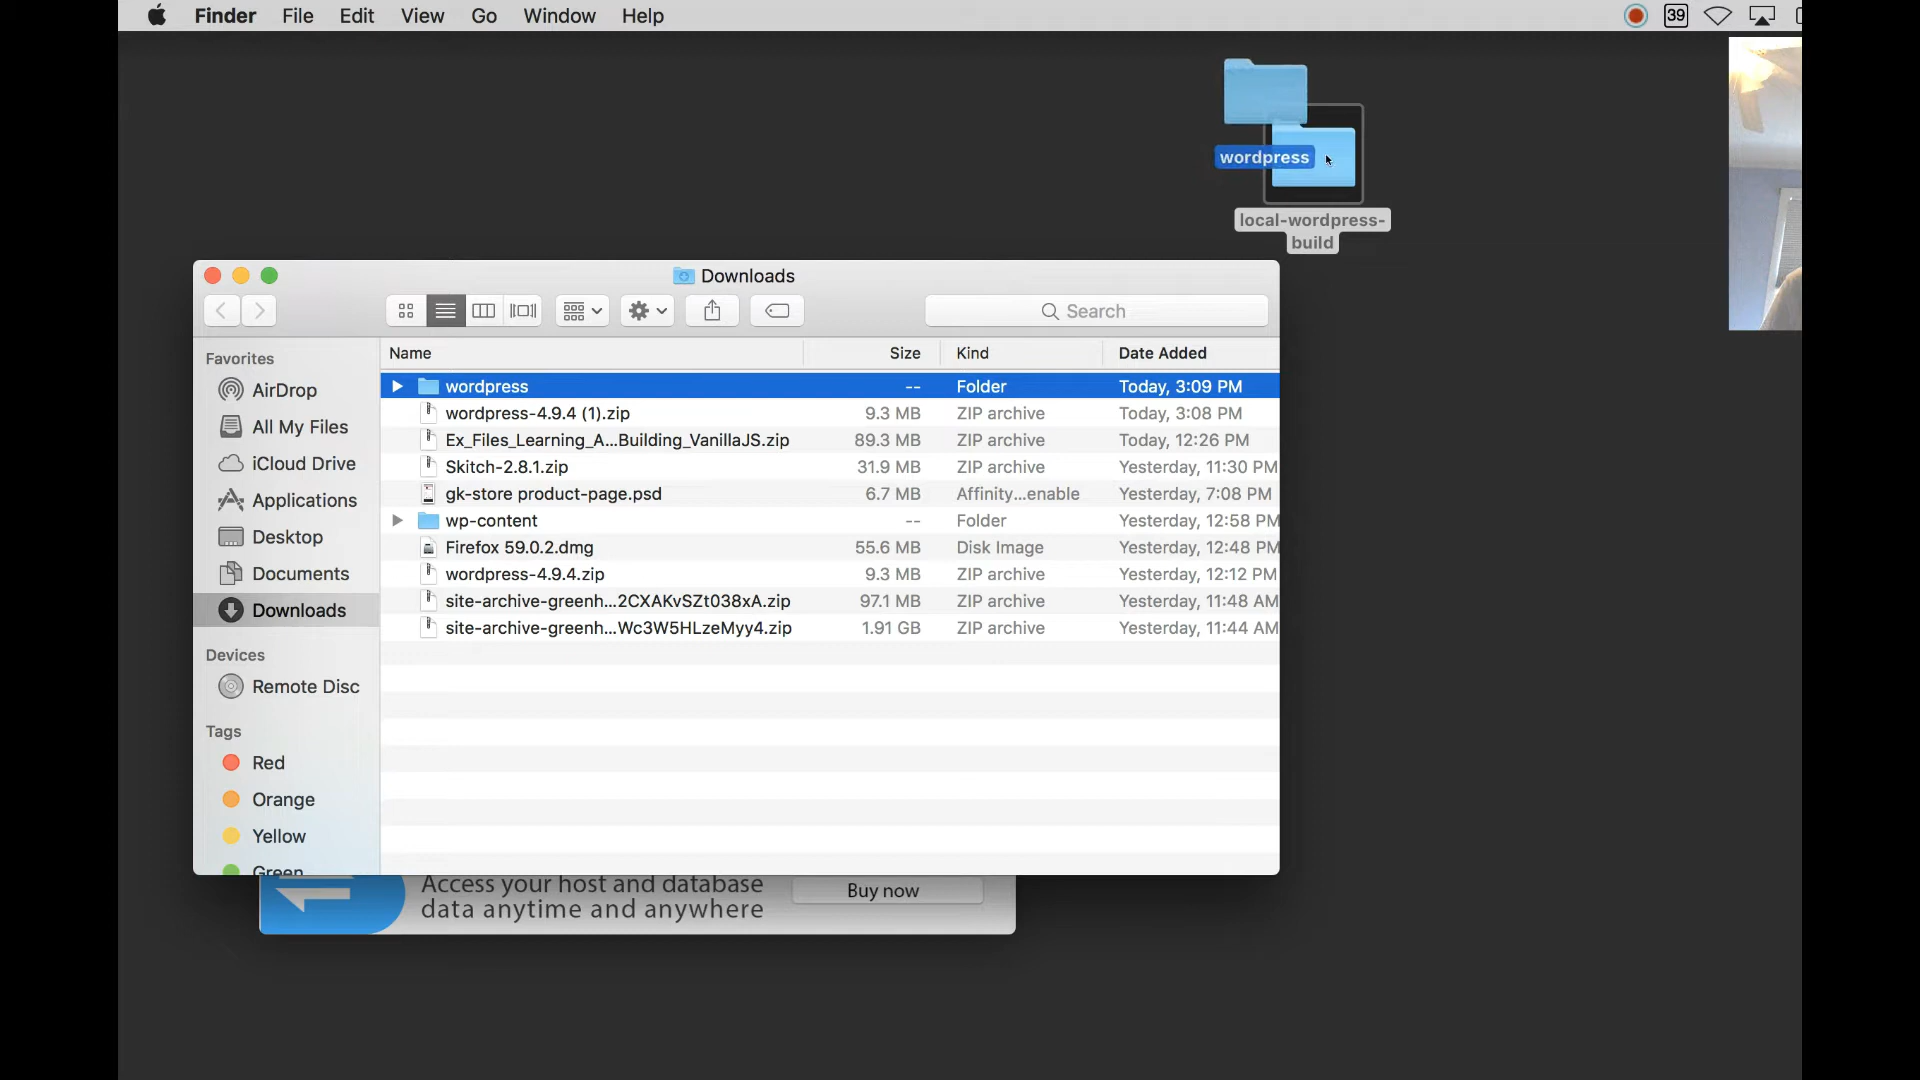 Finder File Edit View Go Window Help
39
wordpress
local-wordpress-
build
Downloads
Search
Favorites
AirDrop
All My Files
iCloud Drive
Applications
Desktop
Documents
Downloads
Devices
Remote Disc
Tags
Red
Orange
Yellow
Green
Name Size Kind Date Added
wordpress -- Folder Today, 3:09 PM
wordpress-4.9.4 (1).zip 9.3 MB ZIP archive Today, 3:08 PM
Ex_Files_Learning_A...Building_VanillaJS.zip 89.3 MB ZIP archive Today, 12:26 PM
Skitch-2.8.1.zip 31.9 MB ZIP archive Yesterday, 11:30 PM
gk-store product-page.psd 6.7 MB Affinity...enable Yesterday, 7:08 PM
wp-content -- Folder Yesterday, 12:58 PM
Firefox 59.0.2.dmg 55.6 MB Disk Image Yesterday, 12:48 PM
wordpress-4.9.4.zip 9.3 MB ZIP archive Yesterday, 12:12 PM
site-archive-greenh...2CXAKvSZt038xA.zip 97.1 MB ZIP archive Yesterday, 11:48 AM
site-archive-greenh...Wc3W5HLzeMyy4.zip 1.91 GB ZIP archive Yesterday, 11:44 AM
Access your host and database
data anytime and anywhere
Buy now